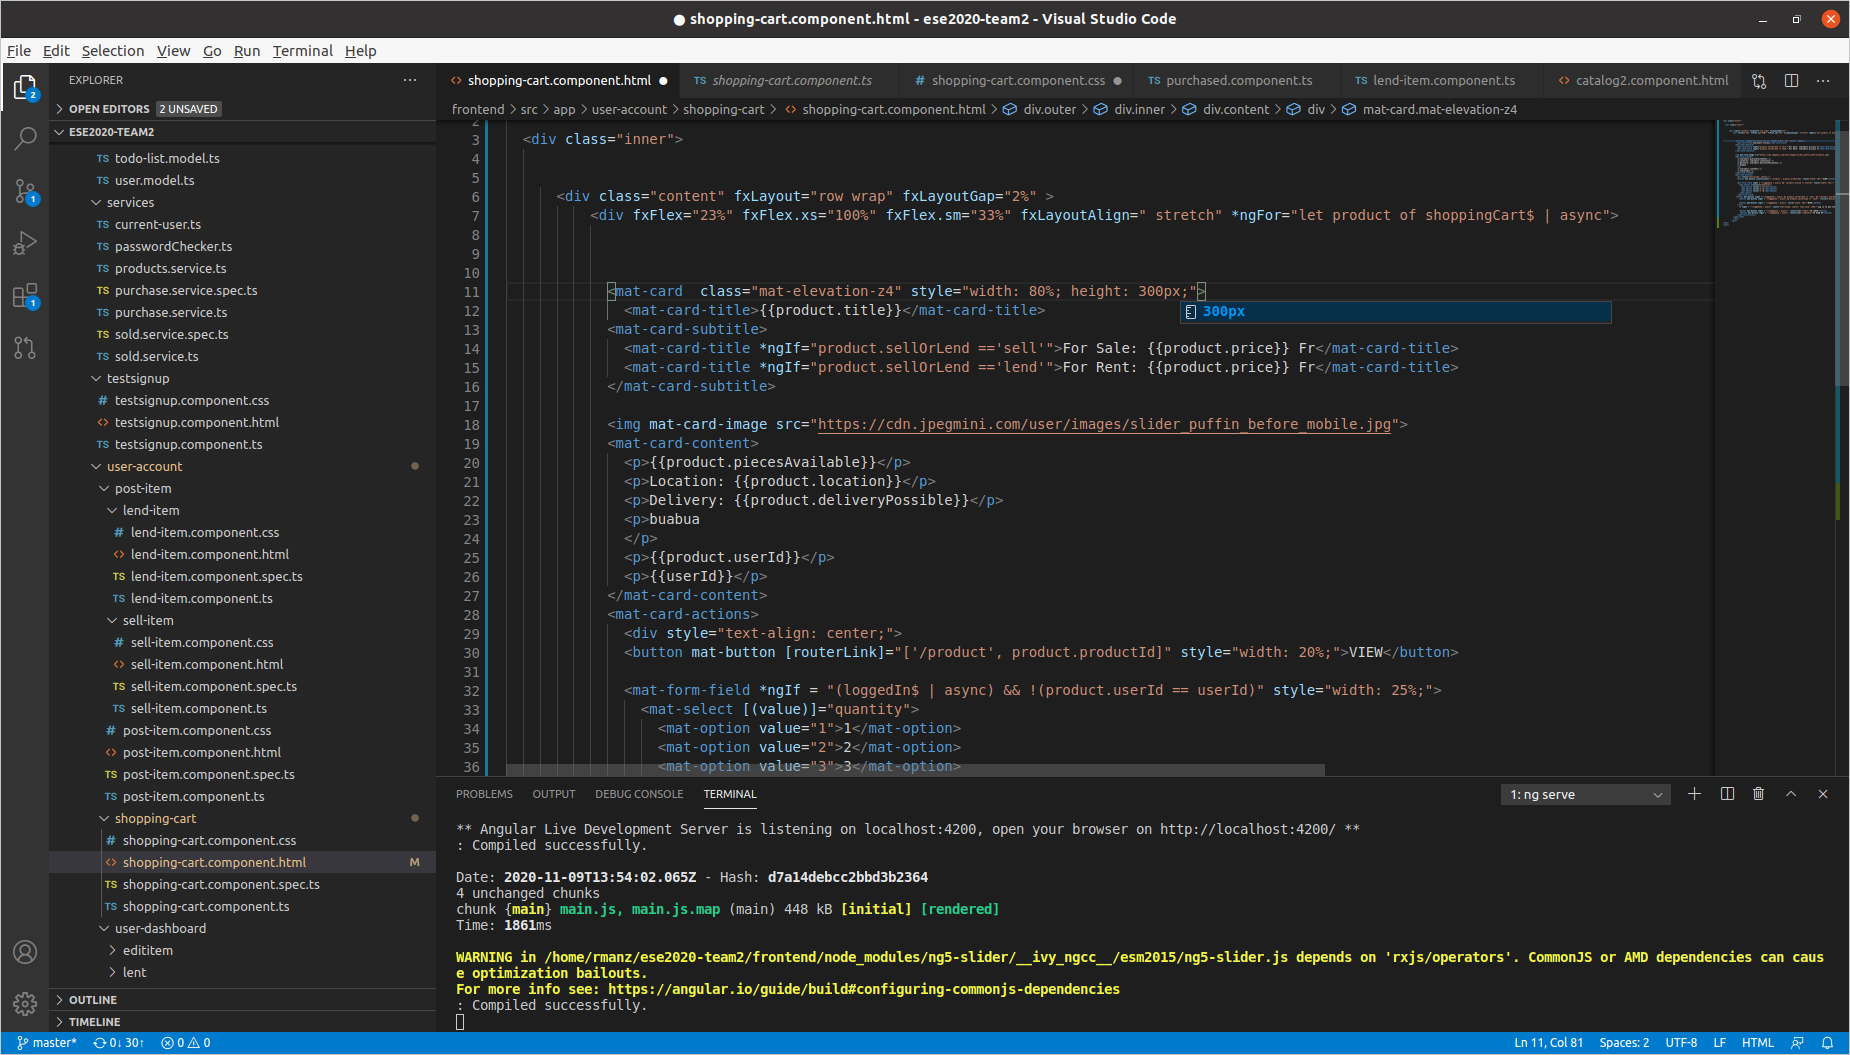 ● shopping-cart.component.html - ese2020-team2 - Visual Studio Code
File Edit Selection View Go Run Terminal Help
EXPLORER ···
OPEN EDITORS 2 UNSAVED
ESE2020-TEAM2
TS todo-list.model.ts
TS user.model.ts
services
TS current-user.ts
TS passwordChecker.ts
TS products.service.ts
TS purchase.service.spec.ts
TS purchase.service.ts
TS sold.service.spec.ts
TS sold.service.ts
testsignup
# testsignup.component.css
<> testsignup.component.html
TS testsignup.component.ts
user-account
post-item
lend-item
# lend-item.component.css
<> lend-item.component.html
TS lend-item.component.spec.ts
TS lend-item.component.ts
sell-item
# sell-item.component.css
<> sell-item.component.html
TS sell-item.component.spec.ts
TS sell-item.component.ts
# post-item.component.css
<> post-item.component.html
TS post-item.component.spec.ts
TS post-item.component.ts
shopping-cart
# shopping-cart.component.css
<> shopping-cart.component.html M
TS shopping-cart.component.spec.ts
TS shopping-cart.component.ts
user-dashboard
edititem
lent
OUTLINE
TIMELINE
2
1
1
<> shopping-cart.component.html ● TS shopping-cart.component.ts # shopping-cart.component.css ● TS purchased.component.ts TS lend-item.component.ts <> catalog2.component.html ···
frontend > src > app > user-account > shopping-cart > <> shopping-cart.component.html > div.outer > div.inner > div.content > div > mat-card.mat-elevation-z4
2
3 <div class="inner">
4
5
6 <div class="content" fxLayout="row wrap" fxLayoutGap="2%" >
7 <div fxFlex="23%" fxFlex.xs="100%" fxFlex.sm="33%" fxLayoutAlign=" stretch" *ngFor="let product of shoppingCart$ | async">
8
9
10
11 <mat-card  class="mat-elevation-z4" style="width: 80%; height: 300px;">
12 <mat-card-title>{{product.title}}</mat-card-title>
300px
13 <mat-card-subtitle>
14 <mat-card-title *ngIf="product.sellOrLend =='sell'">For Sale: {{product.price}} Fr</mat-card-title>
15 <mat-card-title *ngIf="product.sellOrLend =='lend'">For Rent: {{product.price}} Fr</mat-card-title>
16 </mat-card-subtitle>
17
18 <img mat-card-image src="https://cdn.jpegmini.com/user/images/slider_puffin_before_mobile.jpg">
19 <mat-card-content>
20 <p>{{product.piecesAvailable}}</p>
21 <p>Location: {{product.location}}</p>
22 <p>Delivery: {{product.deliveryPossible}}</p>
23 <p>buabua
24 </p>
25 <p>{{product.userId}}</p>
26 <p>{{userId}}</p>
27 </mat-card-content>
28 <mat-card-actions>
29 <div style="text-align: center;">
30 <button mat-button [routerLink]="['/product', product.productId]" style="width: 20%;">VIEW</button>
31
32 <mat-form-field *ngIf = "(loggedIn$ | async) && !(product.userId == userId)" style="width: 25%;">
33 <mat-select [(value)]="quantity">
34 <mat-option value="1">1</mat-option>
35 <mat-option value="2">2</mat-option>
36 <mat-option value="3">3</mat-option>
PROBLEMS OUTPUT DEBUG CONSOLE TERMINAL 1: ng serve
** Angular Live Development Server is listening on localhost:4200, open your browser on http://localhost:4200/ **
: Compiled successfully.
Date: 2020-11-09T13:54:02.065Z - Hash: d7a14debcc2bbd3b2364
4 unchanged chunks
chunk {main} main.js, main.js.map (main) 448 kB [initial] [rendered]
Time: 1861ms
WARNING in /home/rmanz/ese2020-team2/frontend/node_modules/ng5-slider/__ivy_ngcc__/esm2015/ng5-slider.js depends on 'rxjs/operators'. CommonJS or AMD dependencies can caus
e optimization bailouts.
For more info see: https://angular.io/guide/build#configuring-commonjs-dependencies
: Compiled successfully.
master* 0↓ 30↑ 0 0 Ln 11, Col 81 Spaces: 2 UTF-8 LF HTML